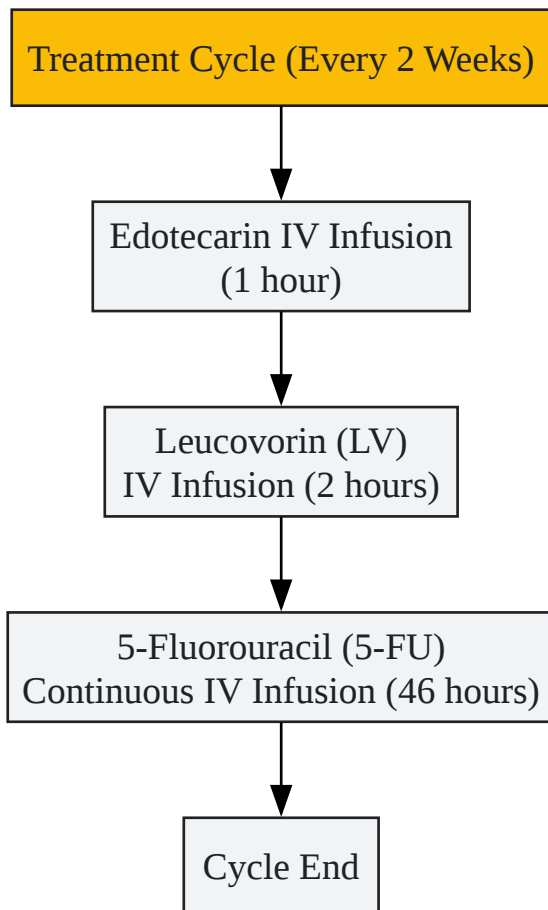 Treatment Cycle (Every 2 Weeks)
Edotecarin IV Infusion
(1 hour)
Leucovorin (LV)
IV Infusion (2 hours)
5-Fluorouracil (5-FU)
Continuous IV Infusion (46 hours)
Cycle End